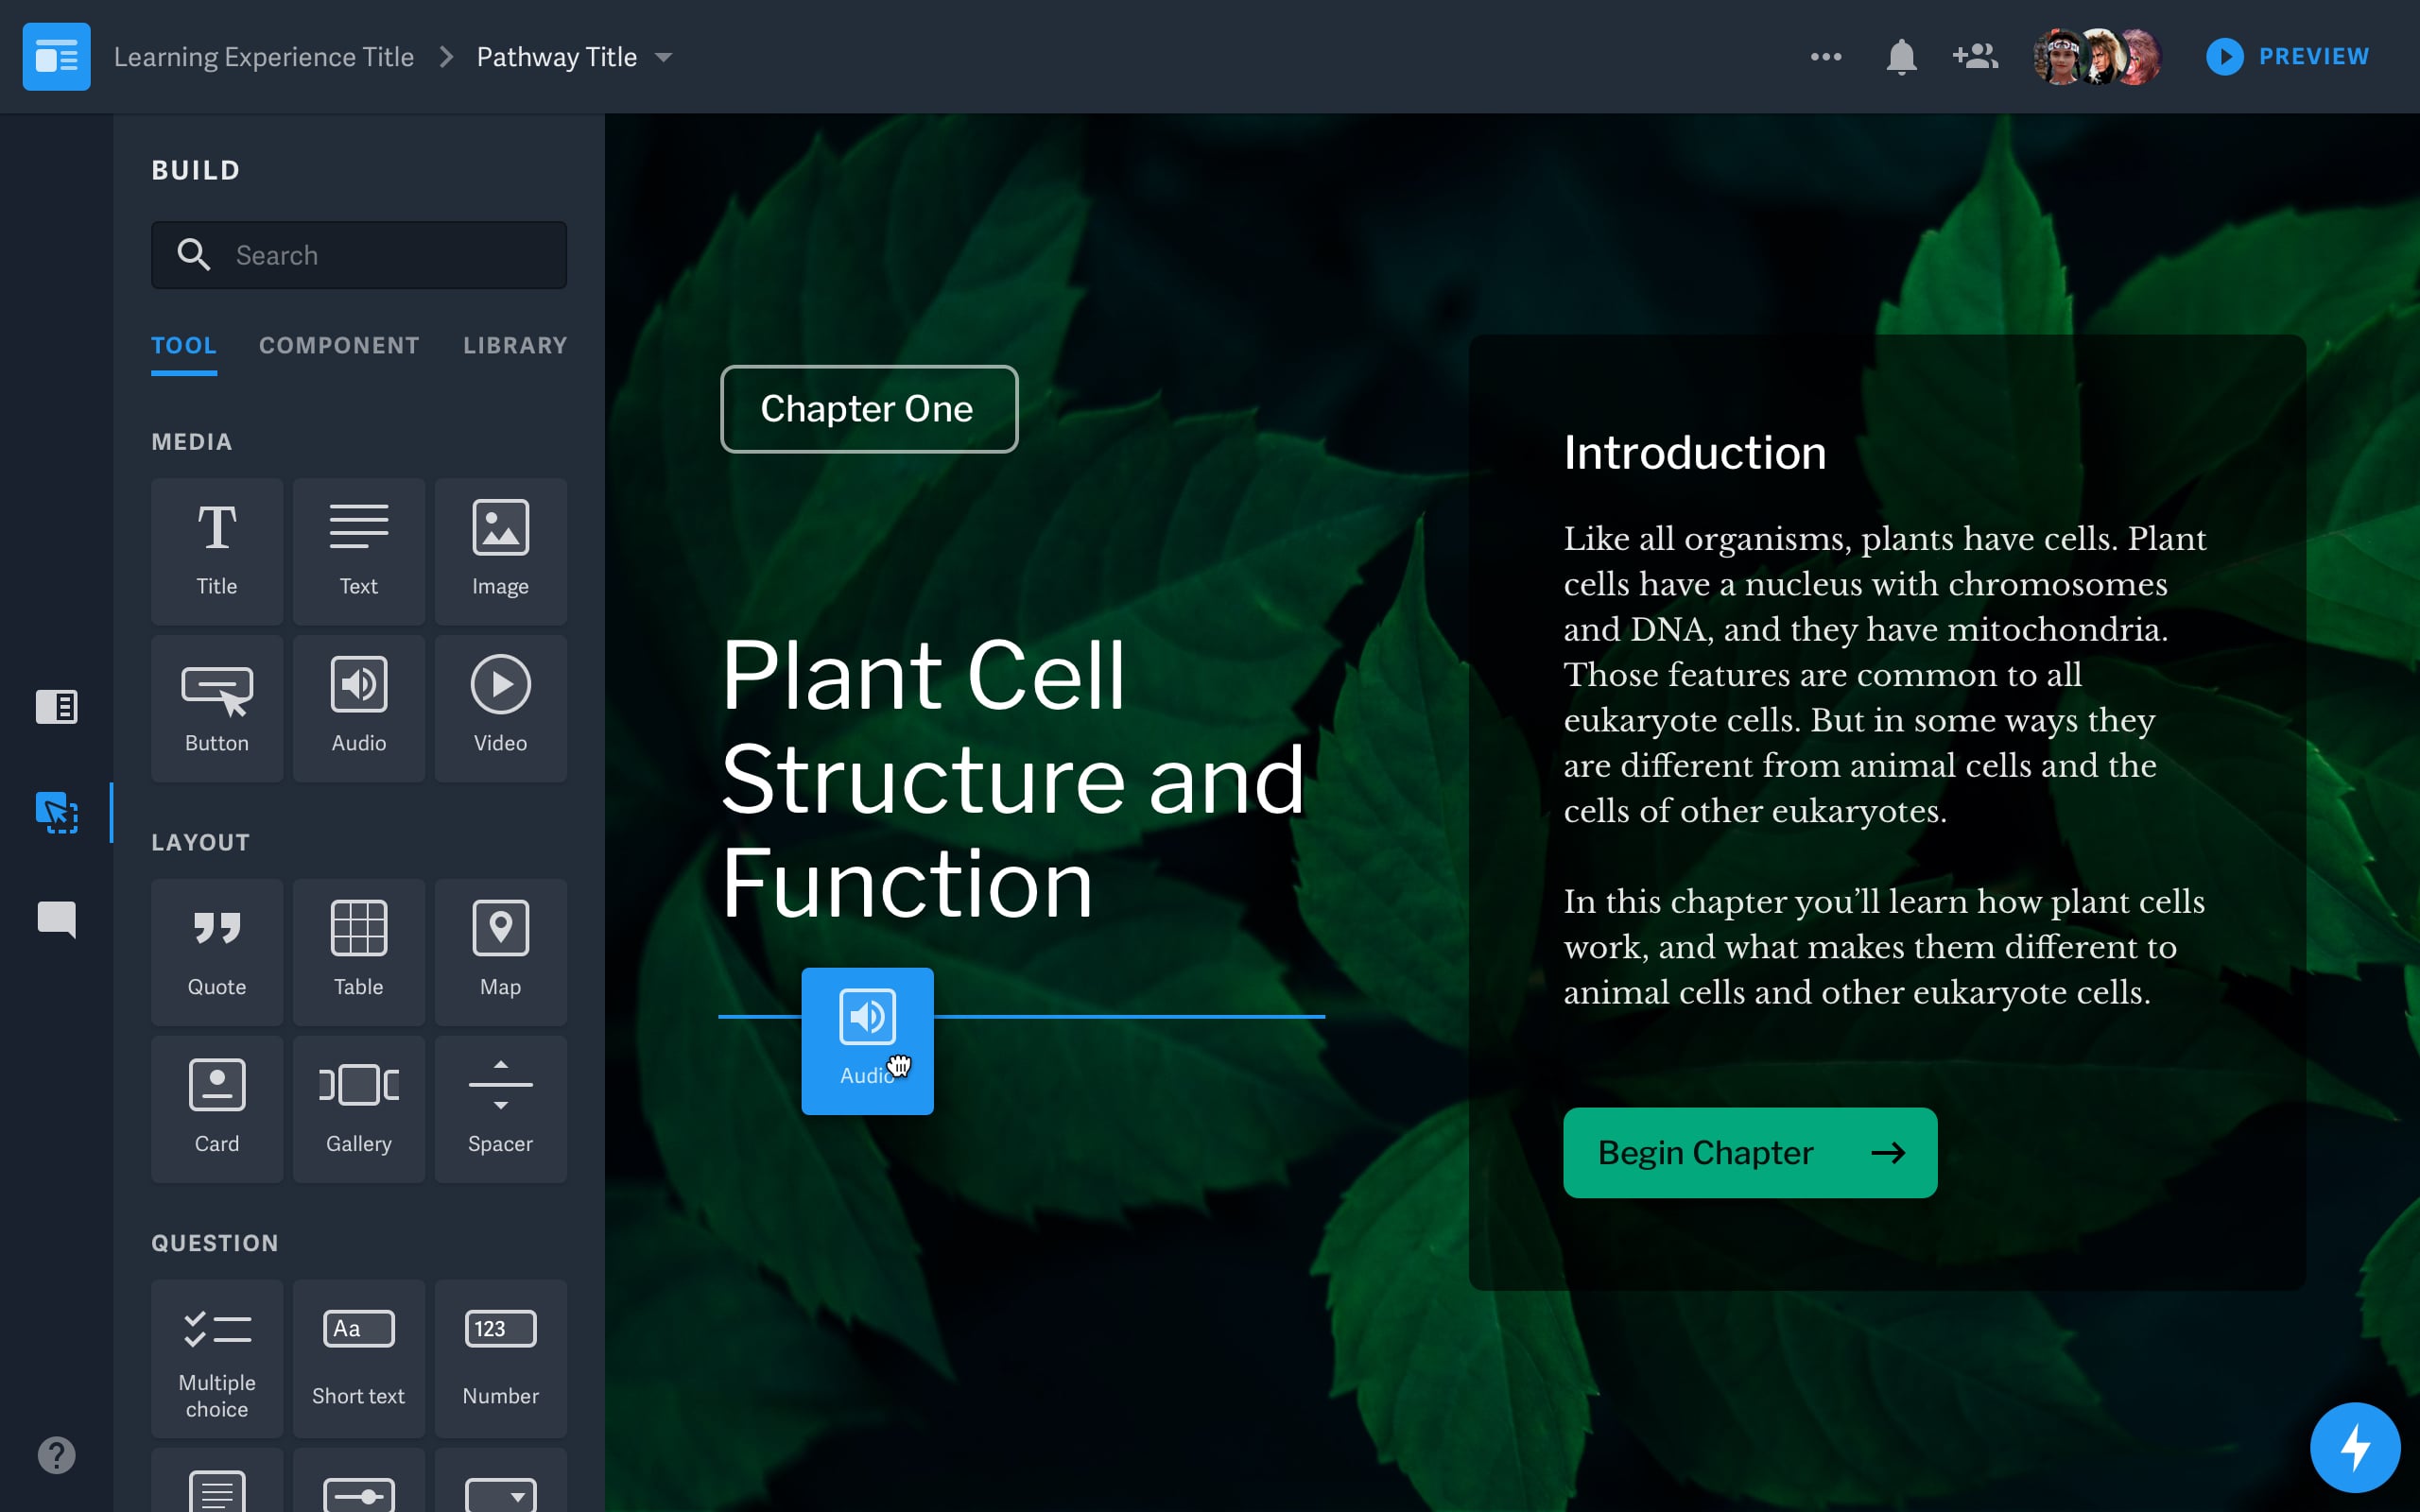 Learning Experience Title
Pathway Title
PREVIEW
BUILD
Search
TOOL COMPONENT LIBRARY
MEDIA
T
Title Text Image
Button Audio Video
LAYOUT
Quote Table Map
Card Gallery Spacer
QUESTION
Aa 123
Multiple
choice
Short text
Number
?
Chapter One
Plant Cell
Structure and
Function
Audio
Introduction
Like all organisms, plants have cells. Plant
cells have a nucleus with chromosomes
and DNA, and they have mitochondria.
Those features are common to all
eukaryote cells. But in some ways they
are different from animal cells and the
cells of other eukaryotes.
In this chapter you’ll learn how plant cells
work, and what makes them different to
animal cells and other eukaryote cells.
Begin Chapter